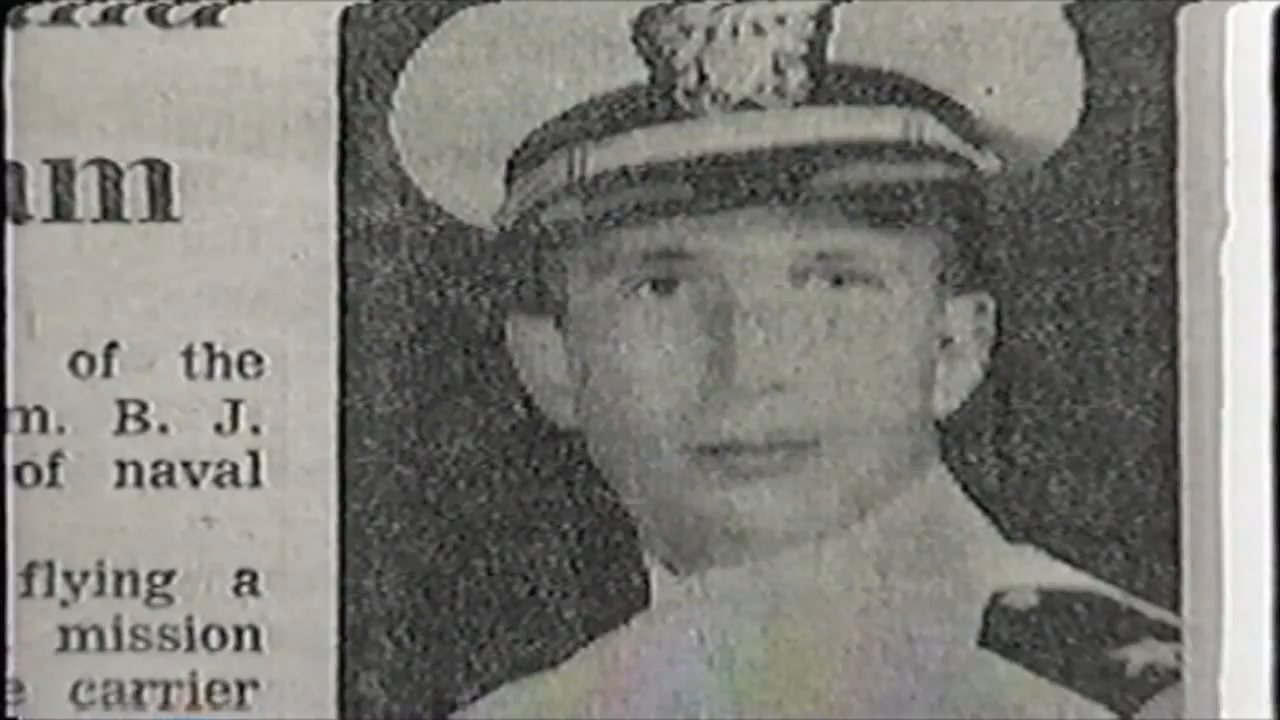 am
of the
m. B. J.
of naval
flying a
mission
e carrier